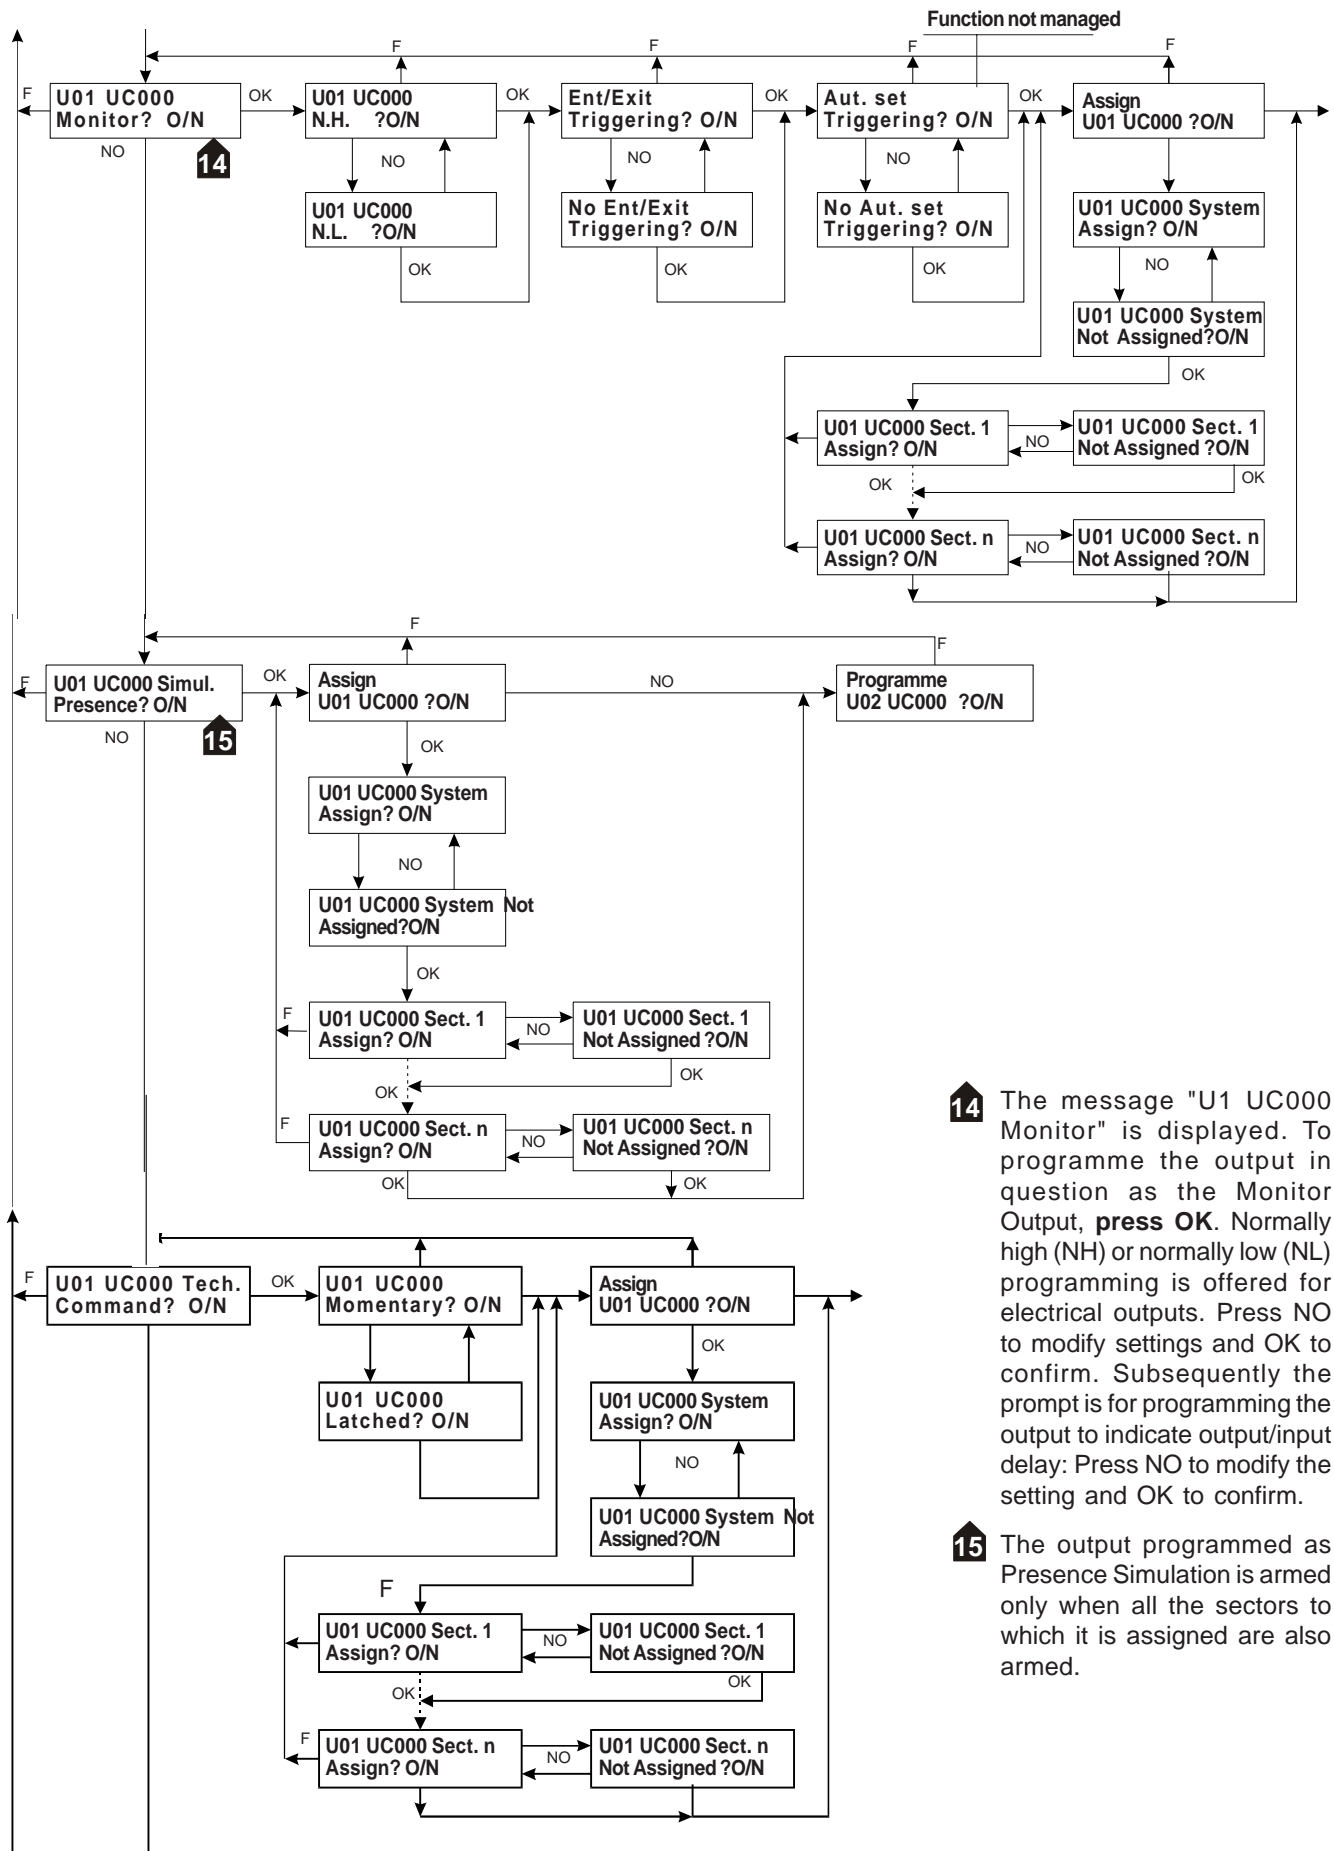 Function not managed
F
F
F
F
F
U01 UC000
Monitor? O/N
OK
U01 UC000
N.H. ?O/N
OK
Ent/Exit
Triggering? O/N
OK
Aut. set
Triggering? O/N
OK
Assign
U01 UC000 ?O/N
NO
14
NO
NO
NO
U01 UC000
N.L. ?O/N
No Ent/Exit
Triggering? O/N
No Aut. set
Triggering? O/N
U01 UC000 System
Assign? O/N
OK
OK
OK
NO
U01 UC000 System
Not Assigned?O/N
OK
U01 UC000 Sect. 1
Assign? O/N
NO
U01 UC000 Sect. 1
Not Assigned ?O/N
OK
OK
U01 UC000 Sect. n
Assign? O/N
NO
U01 UC000 Sect. n
Not Assigned ?O/N
F
F
F
U01 UC000 Simul.
Presence? O/N
OK
Assign
U01 UC000 ?O/N
NO
Programme
U02 UC000 ?O/N
NO
15
OK
U01 UC000 System
Assign? O/N
NO
U01 UC000 System Not
Assigned?O/N
OK
F
U01 UC000 Sect. 1
Assign? O/N
NO
U01 UC000 Sect. 1
Not Assigned ?O/N
OK
OK
F
U01 UC000 Sect. n
Assign? O/N
NO
U01 UC000 Sect. n
Not Assigned ?O/N
OK
OK
F
U01 UC000 Tech.
Command? O/N
OK
U01 UC000
Momentary? O/N
Assign
U01 UC000 ?O/N
OK
U01 UC000
Latched? O/N
U01 UC000 System
Assign? O/N
NO
U01 UC000 System Not
Assigned?O/N
F
U01 UC000 Sect. 1
Assign? O/N
NO
U01 UC000 Sect. 1
Not Assigned ?O/N
OK
OK
F
U01 UC000 Sect. n
Assign? O/N
NO
U01 UC000 Sect. n
Not Assigned ?O/N
14 The message "U1 UC000
Monitor" is displayed. To
programme the output in
question as the Monitor
Output, press OK. Normally
high (NH) or normally low (NL)
programming is offered for
electrical outputs. Press NO
to modify settings and OK to
confirm. Subsequently the
prompt is for programming the
output to indicate output/input
delay: Press NO to modify the
setting and OK to confirm.
15 The output programmed as
Presence Simulation is armed
only when all the sectors to
which it is assigned are also
armed.